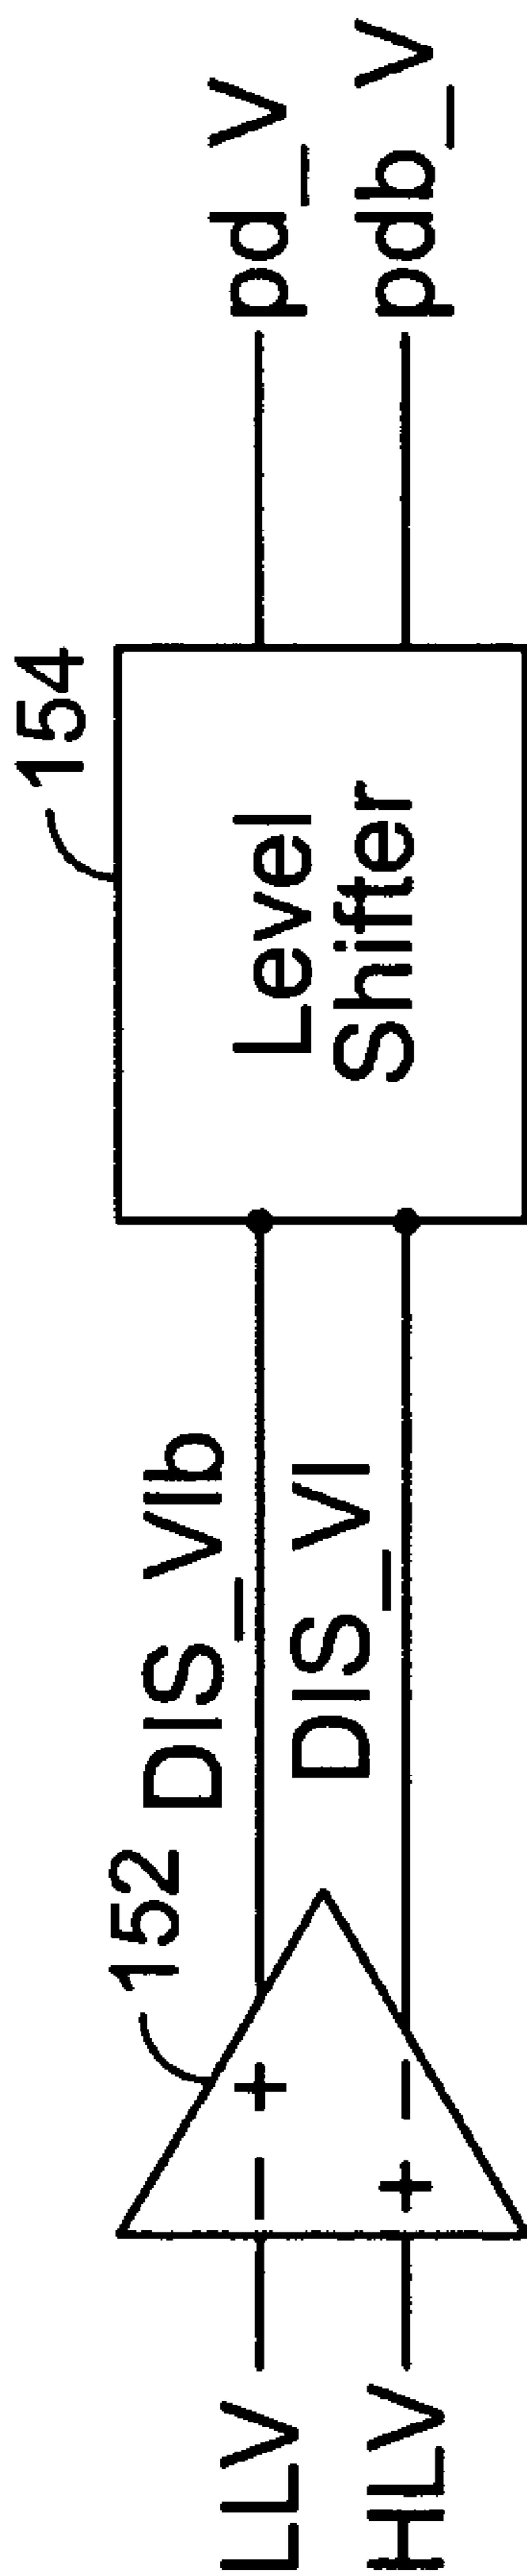 LLV
HLV
152
- +
+ -
DIS_VIb
DIS_VI
154
Level
Shifter
pd_V
pdb_V